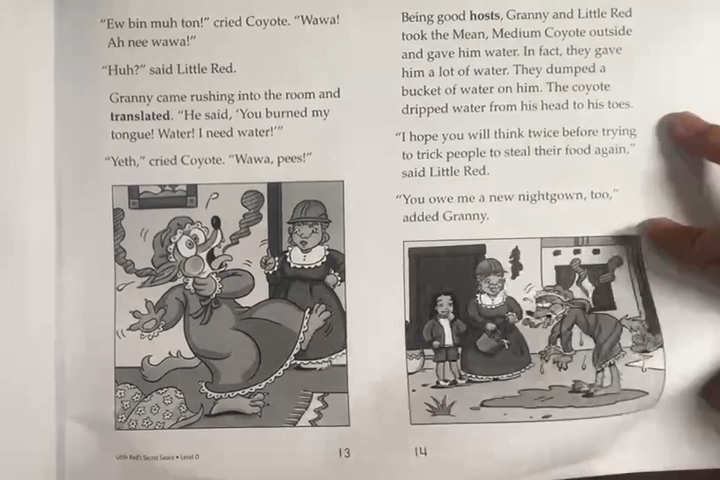 “Ew bin muh ton!” cried Coyote. “Wawa!
Ah nee wawa!”
“Huh?” said Little Red.
Granny came rushing into the room and
translated. “He said, ‘You burned my
tongue! Water! I need water!’”
“Yeth,” cried Coyote. “Wawa, pees!”
Little Red's Secret Sauce • Level O
13
Being good hosts, Granny and Little Red
took the Mean, Medium Coyote outside
and gave him water. In fact, they gave
him a lot of water. They dumped a
bucket of water on him. The coyote
dripped water from his head to his toes.
“I hope you will think twice before trying
to trick people to steal their food again,”
said Little Red.
“You owe me a new nightgown, too,”
added Granny.
14